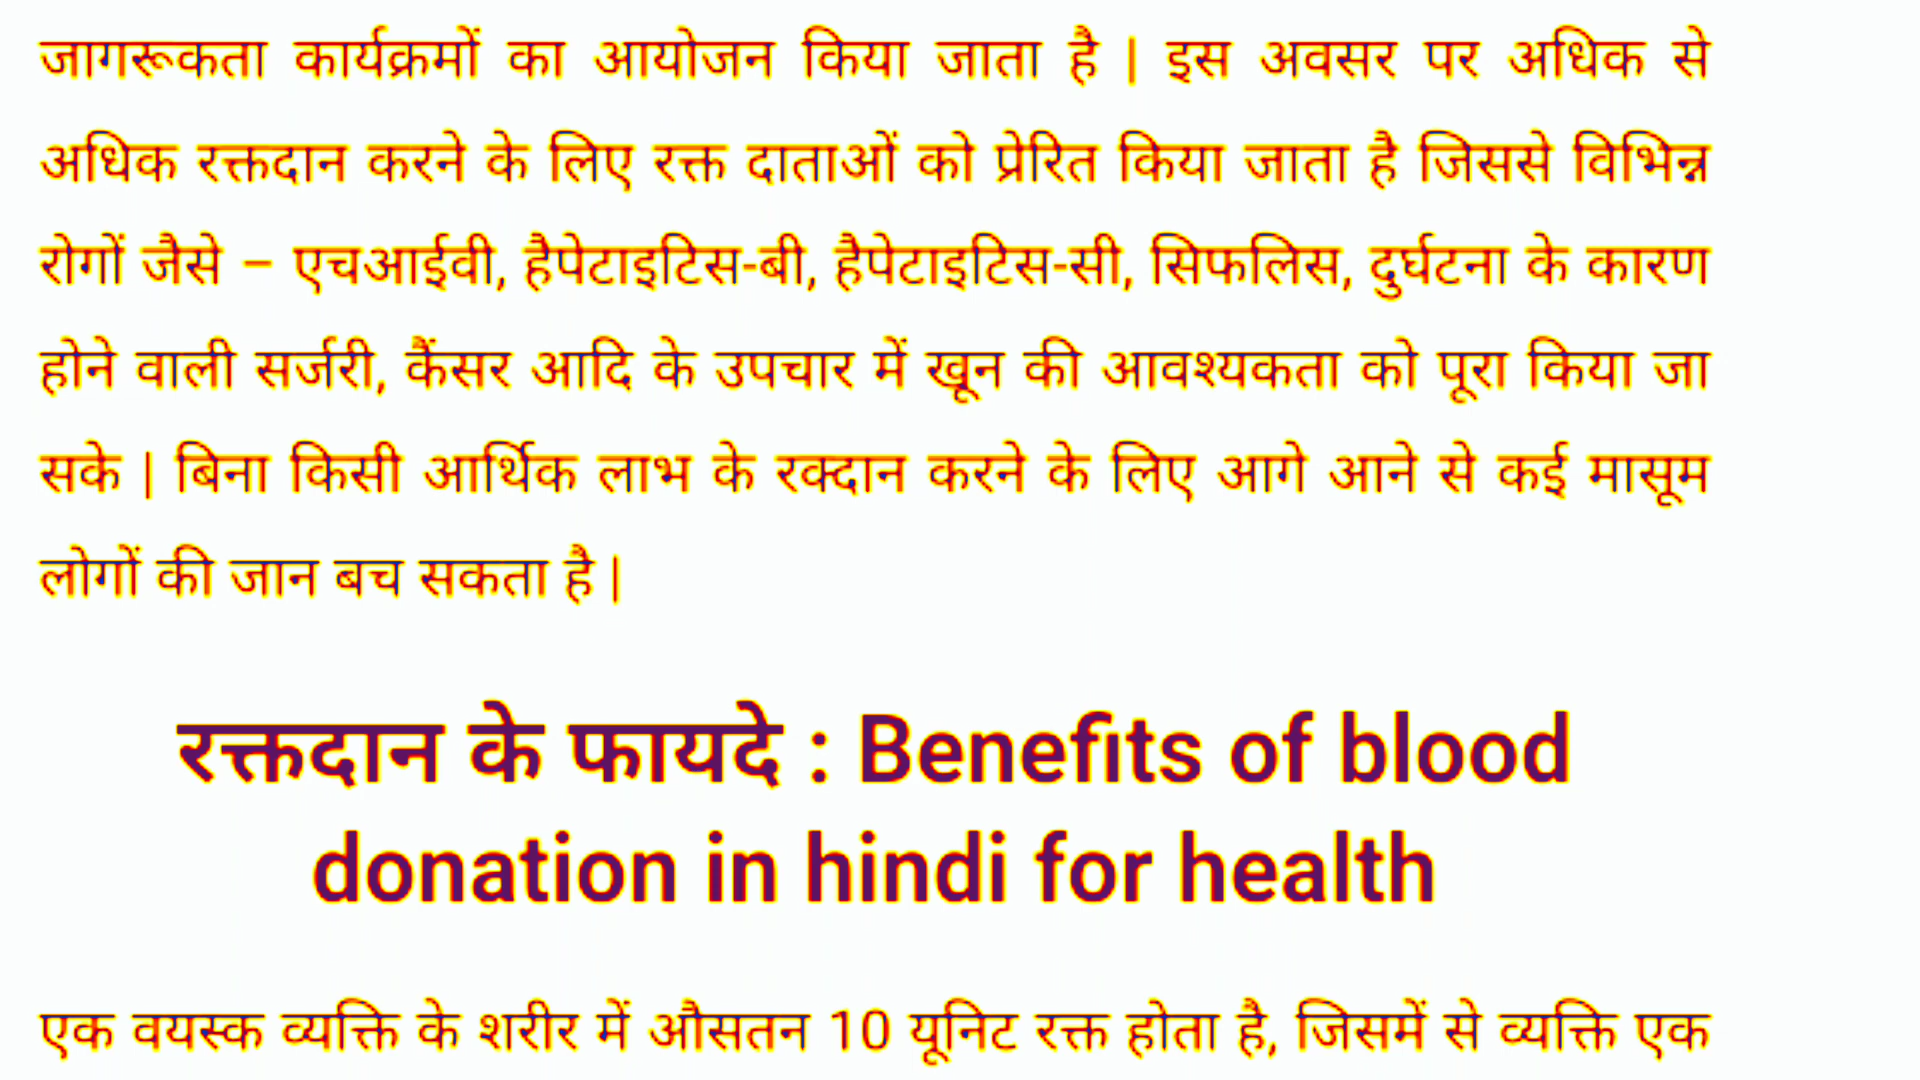 जागरूकता कार्यक्रमों का आयोजन किया जाता है | इस अवसर पर अधिक से
अधिक रक्तदान करने के लिए रक्त दाताओं को प्रेरित किया जाता है जिससे विभिन्न
रोगों जैसे – एचआईवी, हैपेटाइटिस-बी, हैपेटाइटिस-सी, सिफलिस, दुर्घटना के कारण
होने वाली सर्जरी, कैंसर आदि के उपचार में खून की आवश्यकता को पूरा किया जा
सके | बिना किसी आर्थिक लाभ के रक्दान करने के लिए आगे आने से कई मासूम
लोगों की जान बच सकता है |
रक्तदान के फायदे : Benefits of blood
donation in hindi for health
एक वयस्क व्यक्ति के शरीर में औसतन 10 यूनिट रक्त होता है, जिसमें से व्यक्ति एक